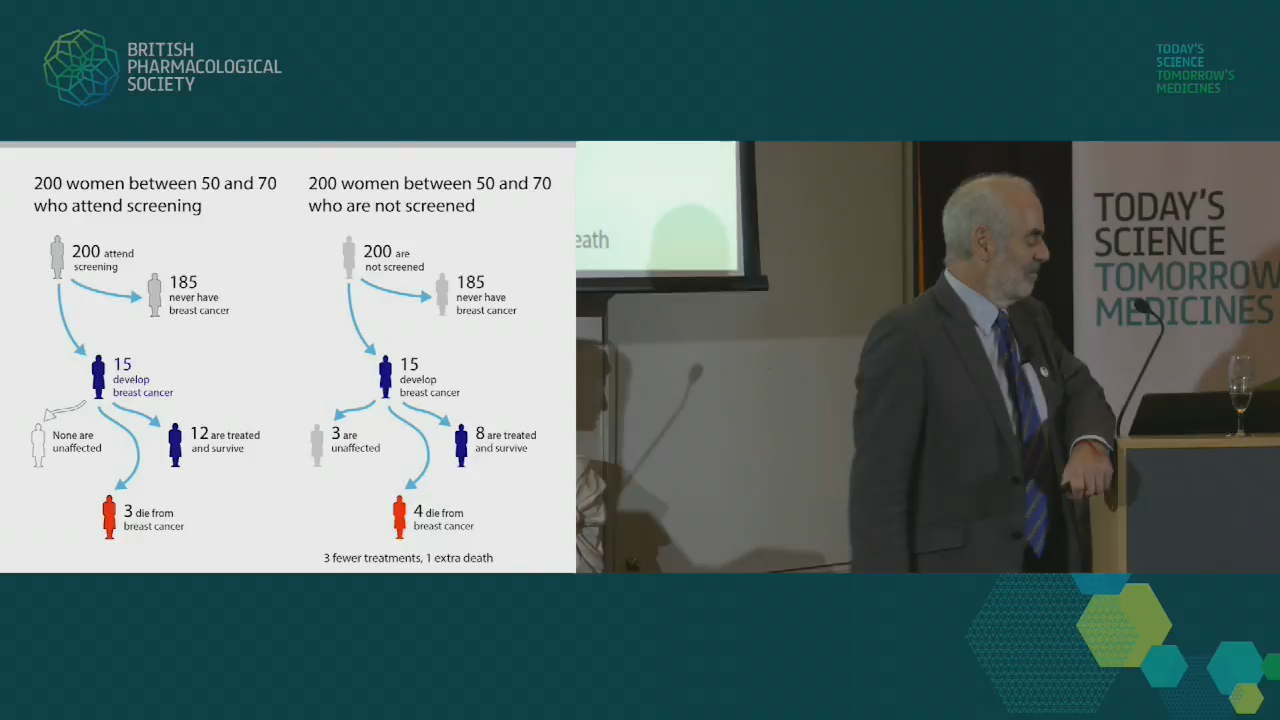 BRITISH
PHARMACOLOGICAL
SOCIETY
TODAY'S
SCIENCE
TOMORROW'S
MEDICINES
200 women between 50 and 70
who attend screening
200 attend
screening
185
never have
breast cancer
15
develop
breast cancer
None are
unaffected
12 are treated
and survive
3 die from
breast cancer
200 women between 50 and 70
who are not screened
200 are
not screened
185
never have
breast cancer
15
develop
breast cancer
3 are
unaffected
8 are treated
and survive
4 die from
breast cancer
3 fewer treatments, 1 extra death
eath
TODAY'S
SCIENCE
TOMORROW
MEDICINES